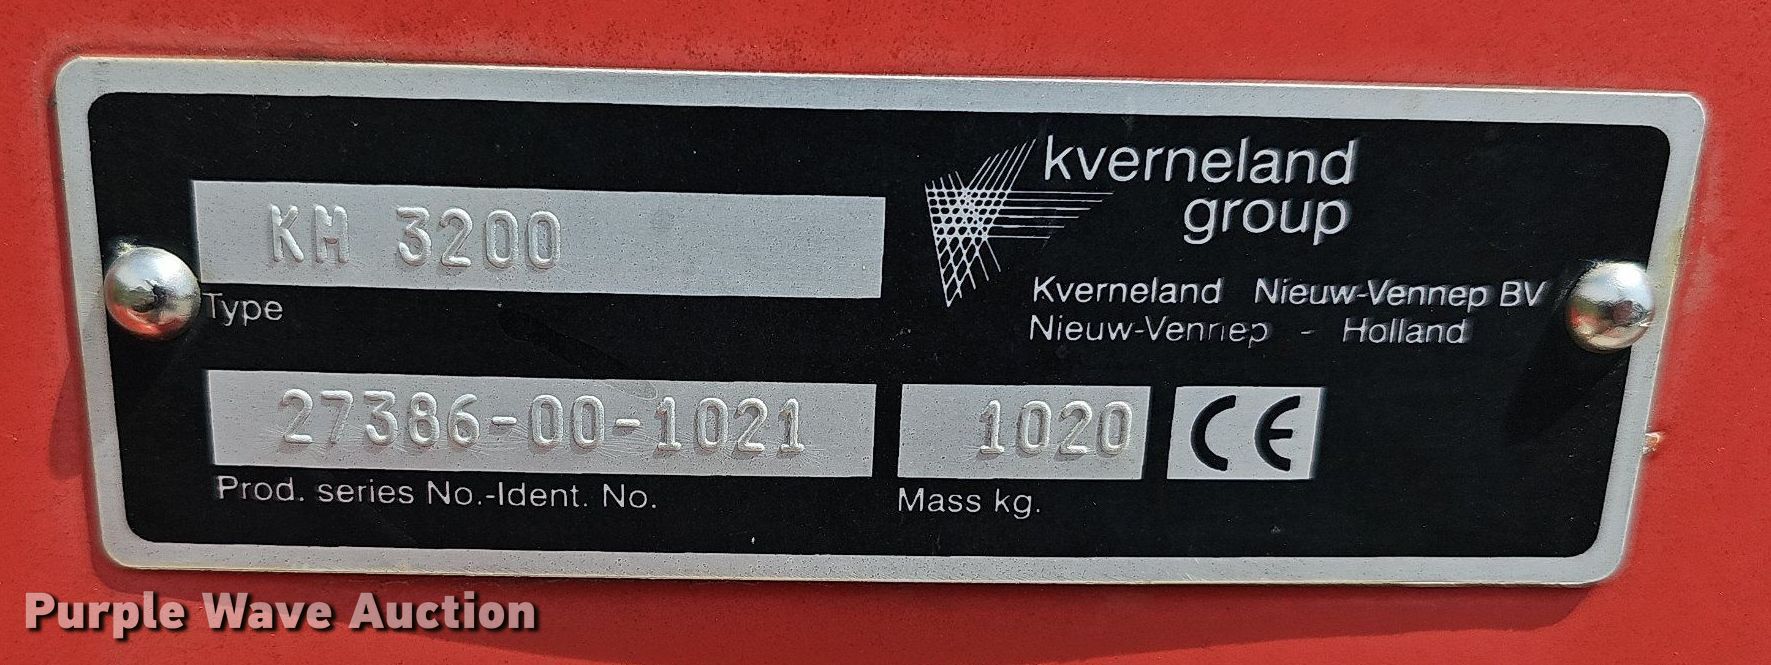 KM 3200
Type
kverneland
group
Kverneland Nieuw-Vennep BV
Nieuw-Vennep - Holland
27386-00-1021
Prod. series No.-Ident. No.
1020
Mass kg.
CE
Purple Wave Auction